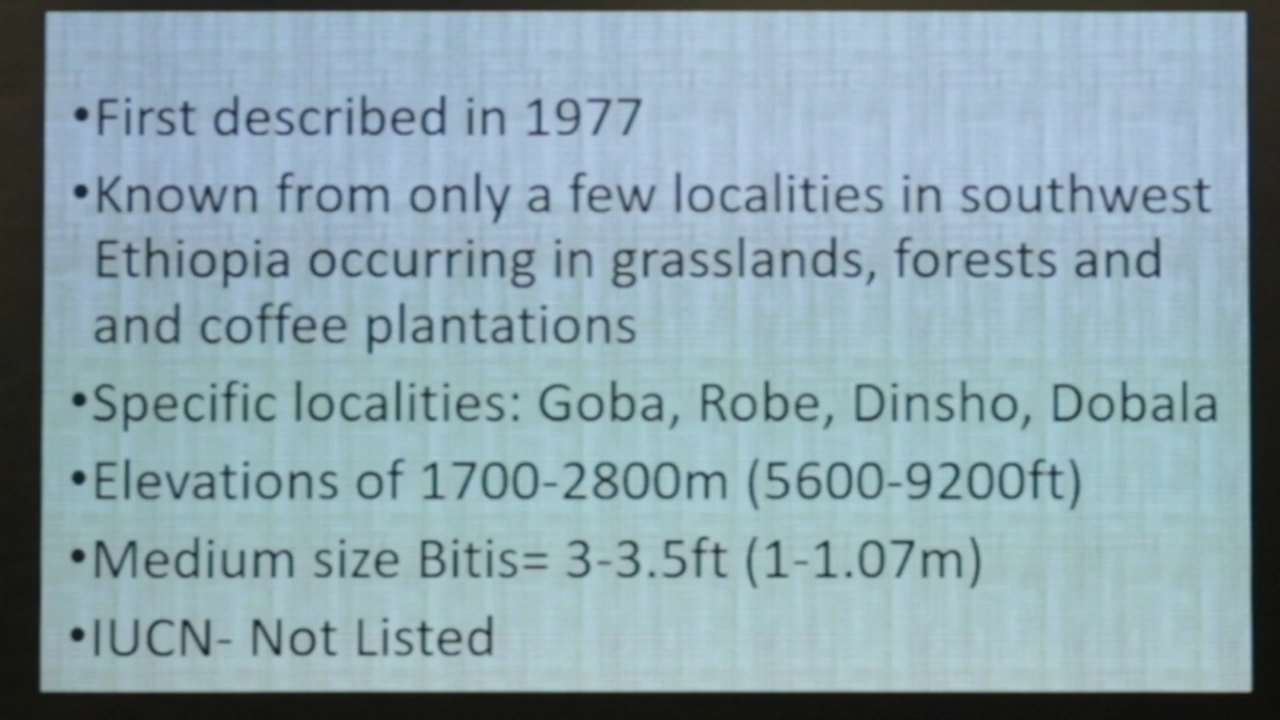 •First described in 1977
•Known from only a few localities in southwest
Ethiopia occurring in grasslands, forests and
and coffee plantations
•Specific localities: Goba, Robe, Dinsho, Dobala
•Elevations of 1700-2800m (5600-9200ft)
•Medium size Bitis= 3-3.5ft (1-1.07m)
•IUCN- Not Listed